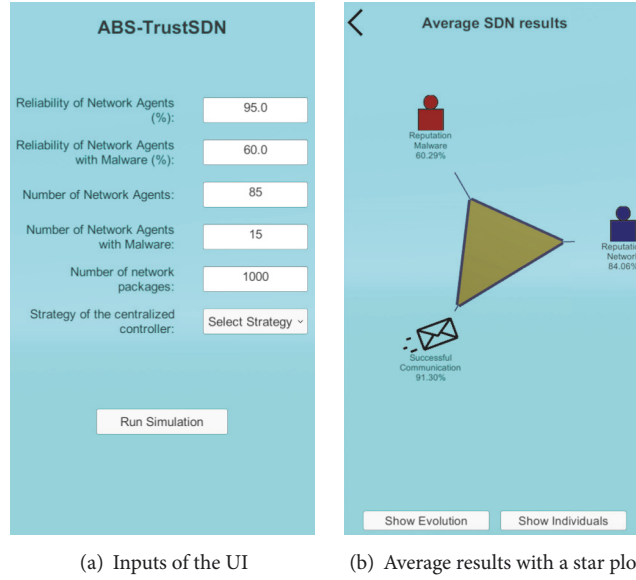 ABS-TrustSDN
Reliability of Network Agents
(%):
95.0
Reliability of Network Agents
with Malware (%):
60.0
Number of Network Agents:
85
Number of Network Agents
with Malware:
15
Number of network
packages:
1000
Strategy of the centralized
controller:
Select Strategy
Run Simulation
(a) Inputs of the UI
Average SDN results
Reputation
Malware
60.29%
Reputation
Network
84.06%
Successful
Communication
91.30%
Show Evolution
Show Individuals
(b) Average results with a star plo